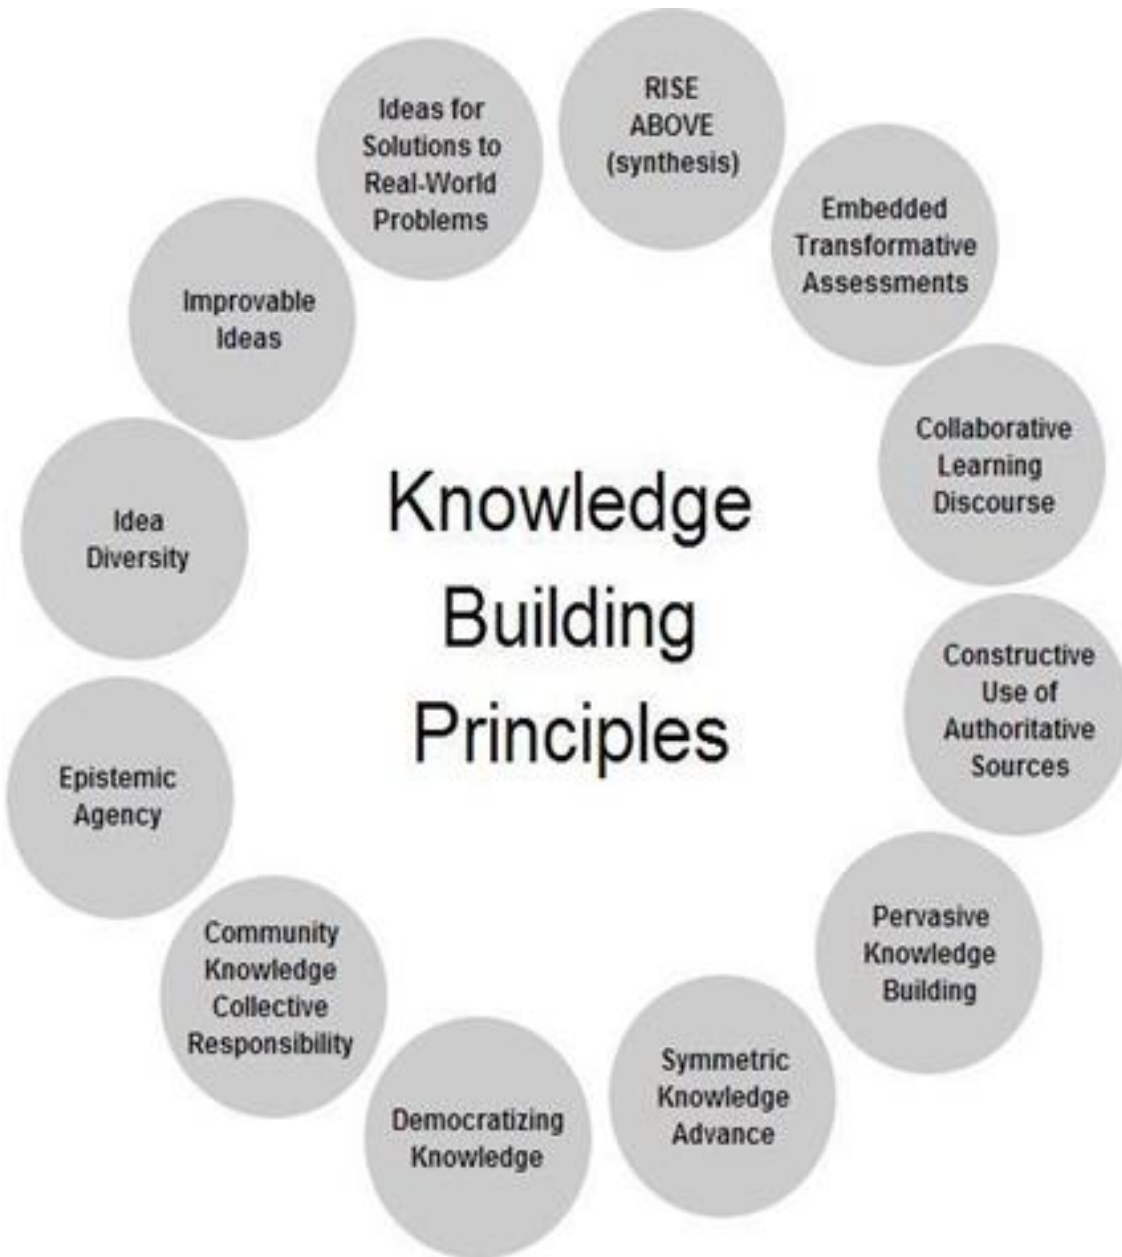 Ideas for
Solutions to
Real-World
Problems
RISE
ABOVE
(synthesis)
Embedded
Transformative
Assessments
Collaborative
Learning
Discourse
Constructive
Use of
Authoritative
Sources
Pervasive
Knowledge
Building
Symmetric
Knowledge
Advance
Democratizing
Knowledge
Community
Knowledge
Collective
Responsibility
Epistemic
Agency
Idea
Diversity
Improvable
Ideas
Knowledge
Building
Principles